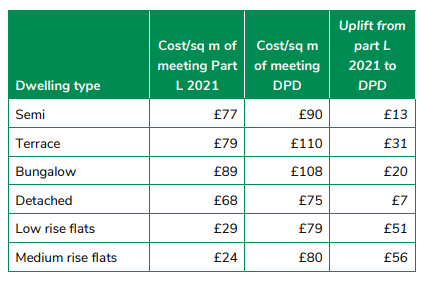 Dwelling type Cost/sq m of meeting Part L 2021 Cost/sq m of meeting DPD Uplift from part L 2021 to DPD
Semi £77 £90 £13
Terrace £79 £110 £31
Bungalow £89 £108 £20
Detached £68 £75 £7
Low rise flats £29 £79 £51
Medium rise flats £24 £80 £56